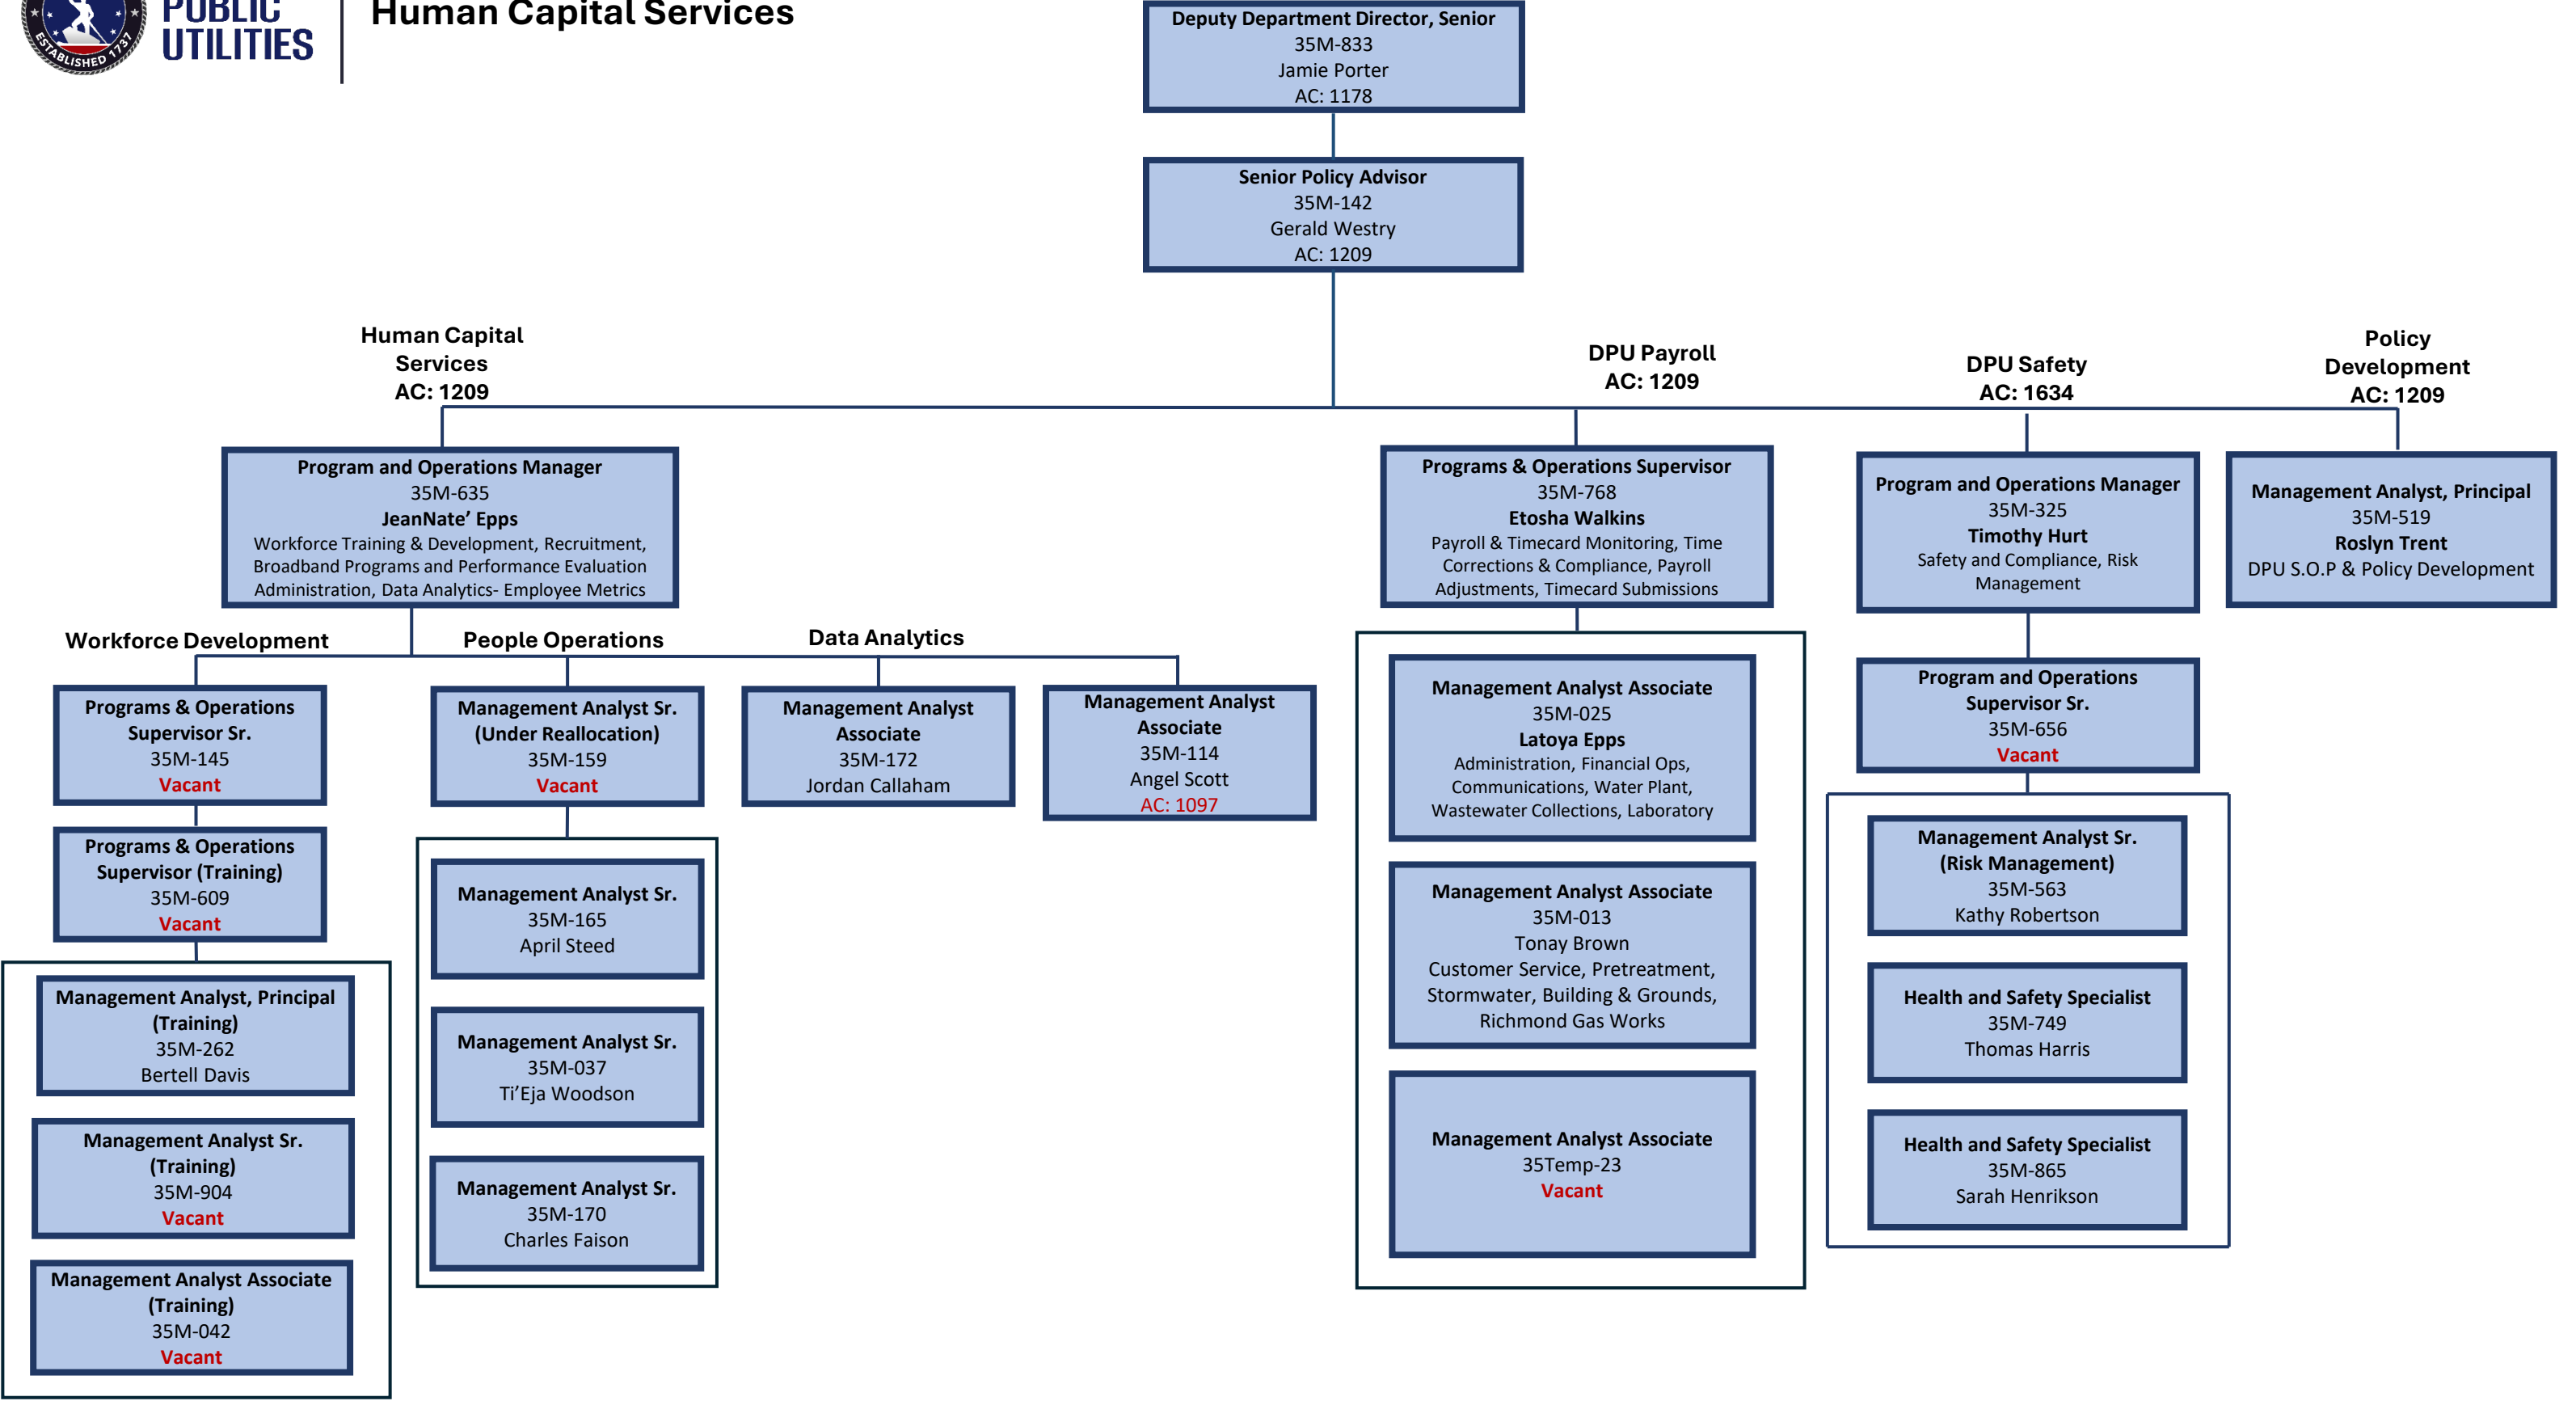 PUBLIC
UTILITIES
ESTABLISHED 1737
Human Capital Services
Deputy Department Director, Senior
35M-833
Jamie Porter
AC: 1178
Senior Policy Advisor
35M-142
Gerald Westry
AC: 1209
Human Capital
Services
AC: 1209
DPU Payroll
AC: 1209
DPU Safety
AC: 1634
Policy
Development
AC: 1209
Program and Operations Manager
35M-635
JeanNate’ Epps
Workforce Training & Development, Recruitment,
Broadband Programs and Performance Evaluation
Administration, Data Analytics- Employee Metrics
Programs & Operations Supervisor
35M-768
Etosha Walkins
Payroll & Timecard Monitoring, Time
Corrections & Compliance, Payroll
Adjustments, Timecard Submissions
Program and Operations Manager
35M-325
Timothy Hurt
Safety and Compliance, Risk
Management
Management Analyst, Principal
35M-519
Roslyn Trent
DPU S.O.P & Policy Development
Workforce Development
People Operations
Data Analytics
Programs & Operations
Supervisor Sr.
35M-145
Vacant
Programs & Operations
Supervisor (Training)
35M-609
Vacant
Management Analyst, Principal
(Training)
35M-262
Bertell Davis
Management Analyst Sr.
(Training)
35M-904
Vacant
Management Analyst Associate
(Training)
35M-042
Vacant
Management Analyst Sr.
(Under Reallocation)
35M-159
Vacant
Management Analyst Sr.
35M-165
April Steed
Management Analyst Sr.
35M-037
Ti’Eja Woodson
Management Analyst Sr.
35M-170
Charles Faison
Management Analyst
Associate
35M-172
Jordan Callaham
Management Analyst
Associate
35M-114
Angel Scott
AC: 1097
Management Analyst Associate
35M-025
Latoya Epps
Administration, Financial Ops,
Communications, Water Plant,
Wastewater Collections, Laboratory
Management Analyst Associate
35M-013
Tonay Brown
Customer Service, Pretreatment,
Stormwater, Building & Grounds,
Richmond Gas Works
Management Analyst Associate
35Temp-23
Vacant
Program and Operations
Supervisor Sr.
35M-656
Vacant
Management Analyst Sr.
(Risk Management)
35M-563
Kathy Robertson
Health and Safety Specialist
35M-749
Thomas Harris
Health and Safety Specialist
35M-865
Sarah Henrikson